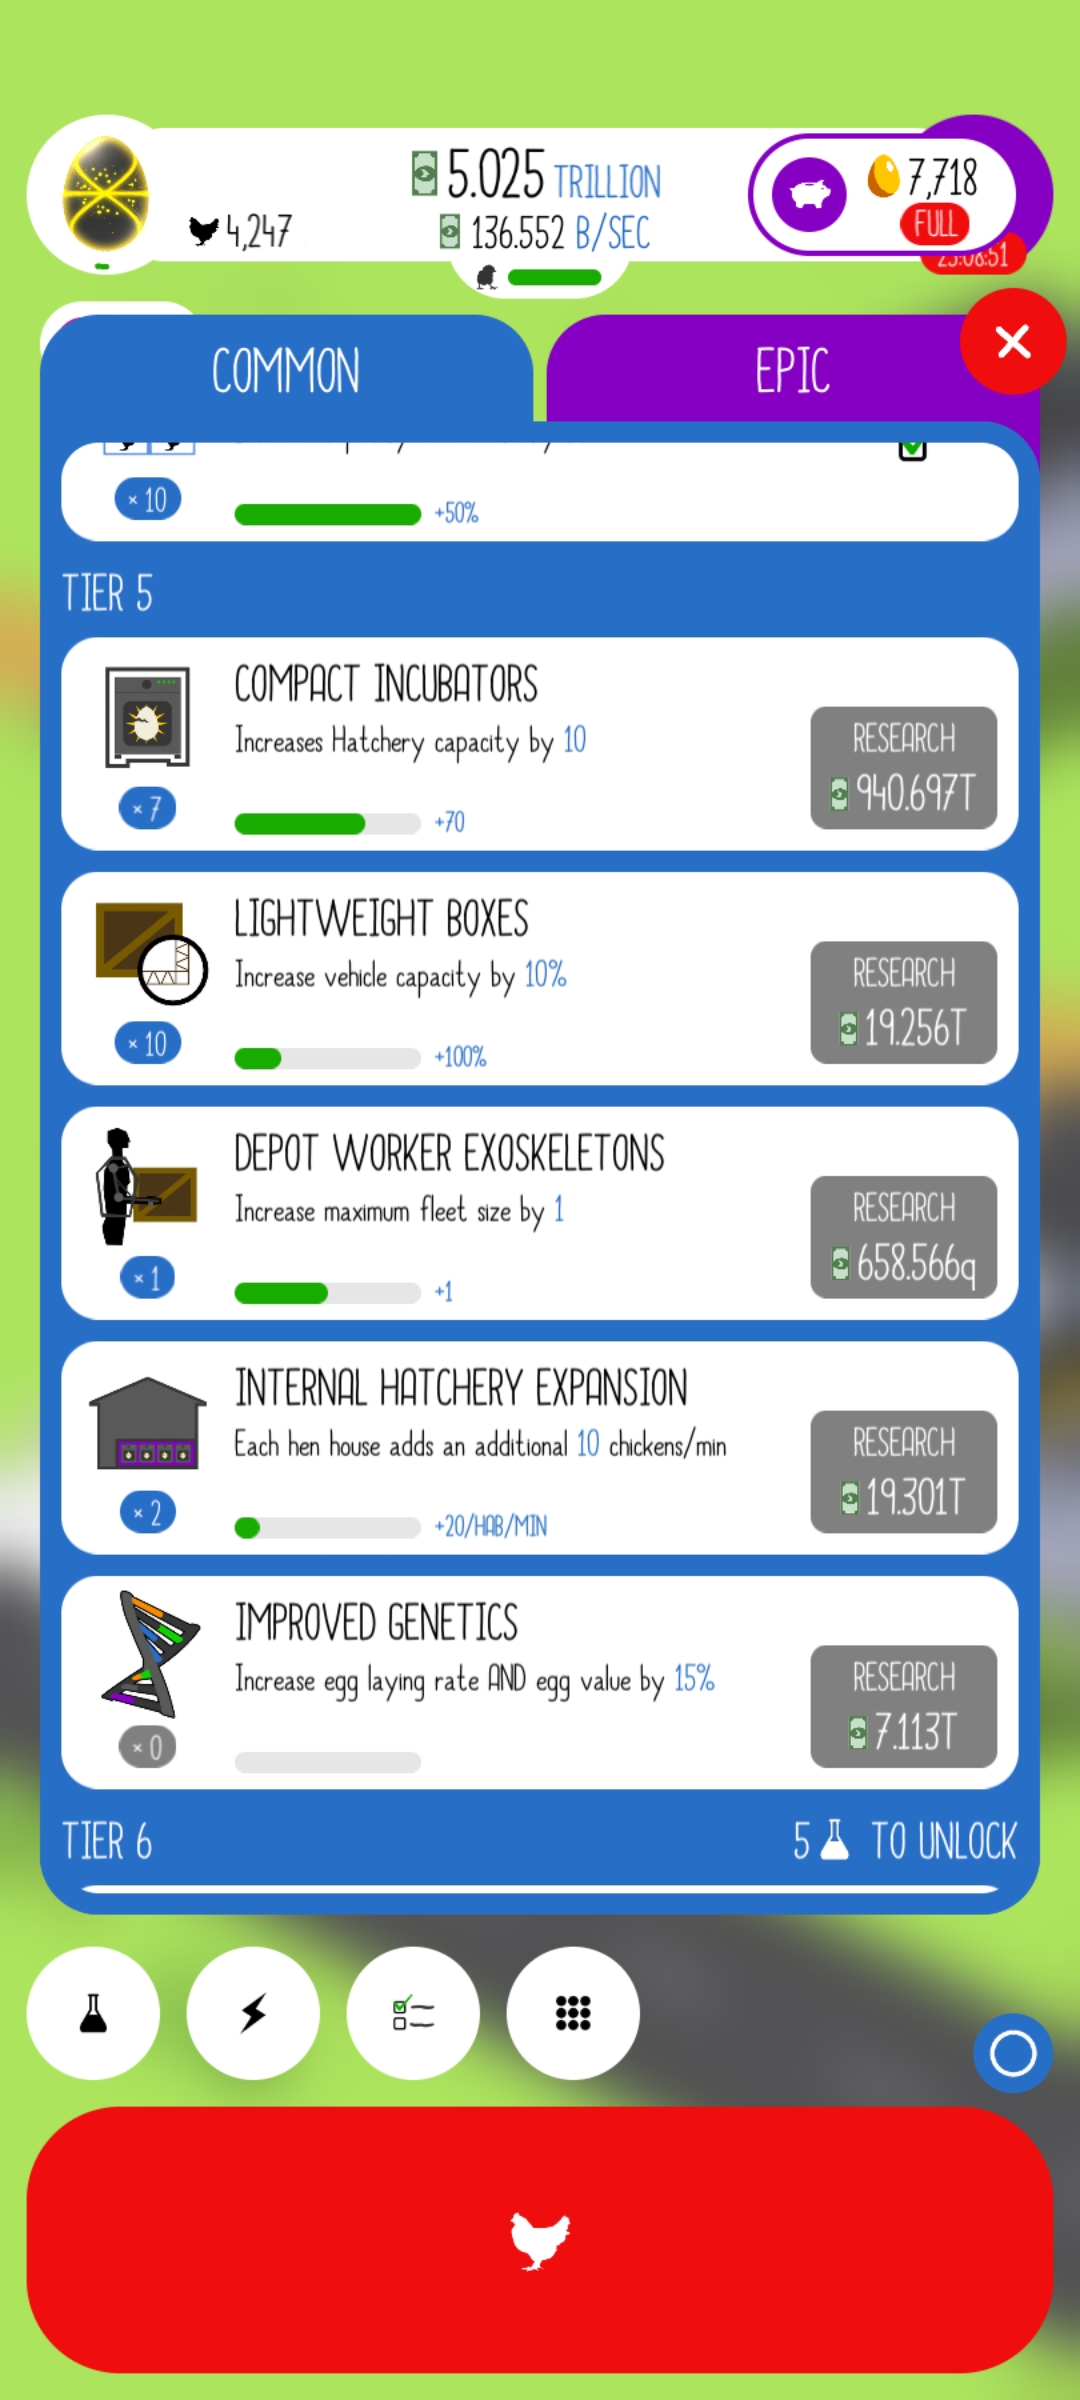 5.025 TRILLION
7,718
4,247
136.552 B/SEC
FULL
23:08:51
COMMON
EPIC
× 10
+50%
TIER 5
COMPACT INCUBATORS
Increases Hatchery capacity by 10
RESEARCH
940.697T
× 7
+70
LIGHTWEIGHT BOXES
Increase vehicle capacity by 10%
RESEARCH
19.256T
× 10
+100%
DEPOT WORKER EXOSKELETONS
Increase maximum fleet size by 1
RESEARCH
658.566q
× 1
+1
INTERNAL HATCHERY EXPANSION
Each hen house adds an additional 10 chickens/min
RESEARCH
19.301T
× 2
+20/HAB/MIN
IMPROVED GENETICS
Increase egg laying rate AND egg value by 15%
RESEARCH
7.113T
× 0
TIER 6
5 TO UNLOCK